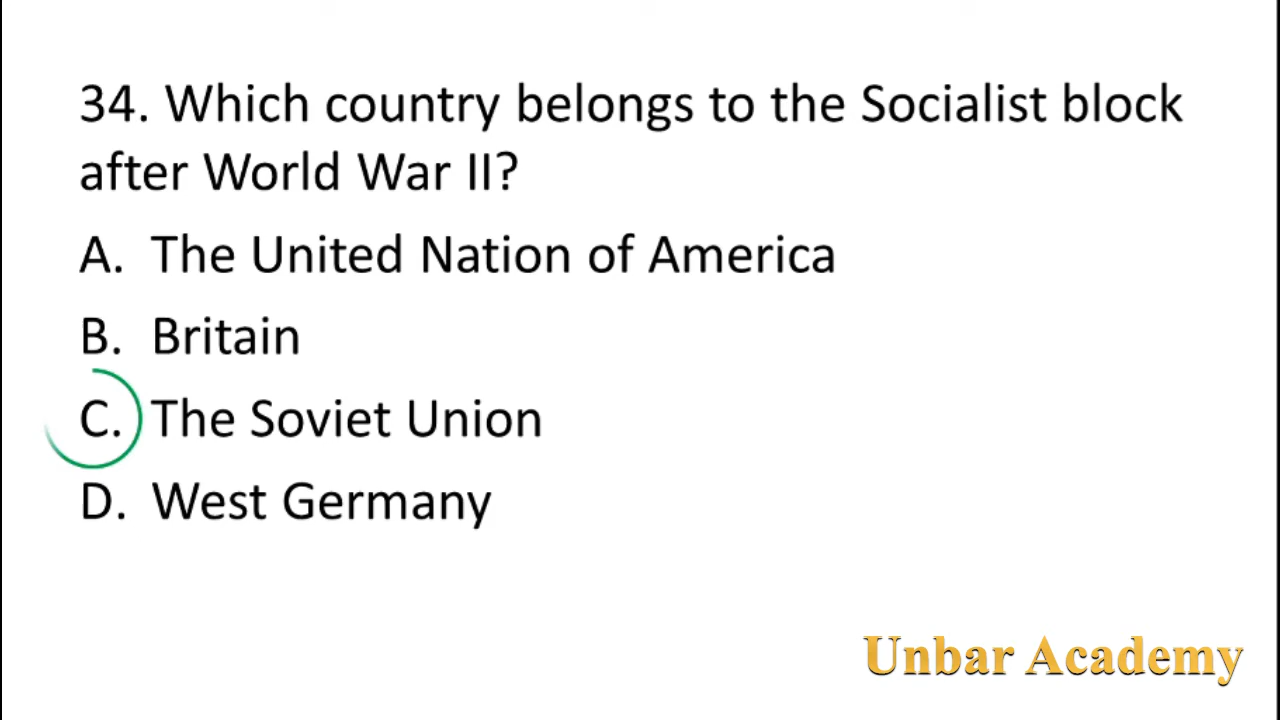 34. Which country belongs to the Socialist block
after World War II?
A. The United Nation of America
B. Britain
C. The Soviet Union
D. West Germany
Unbar Academy